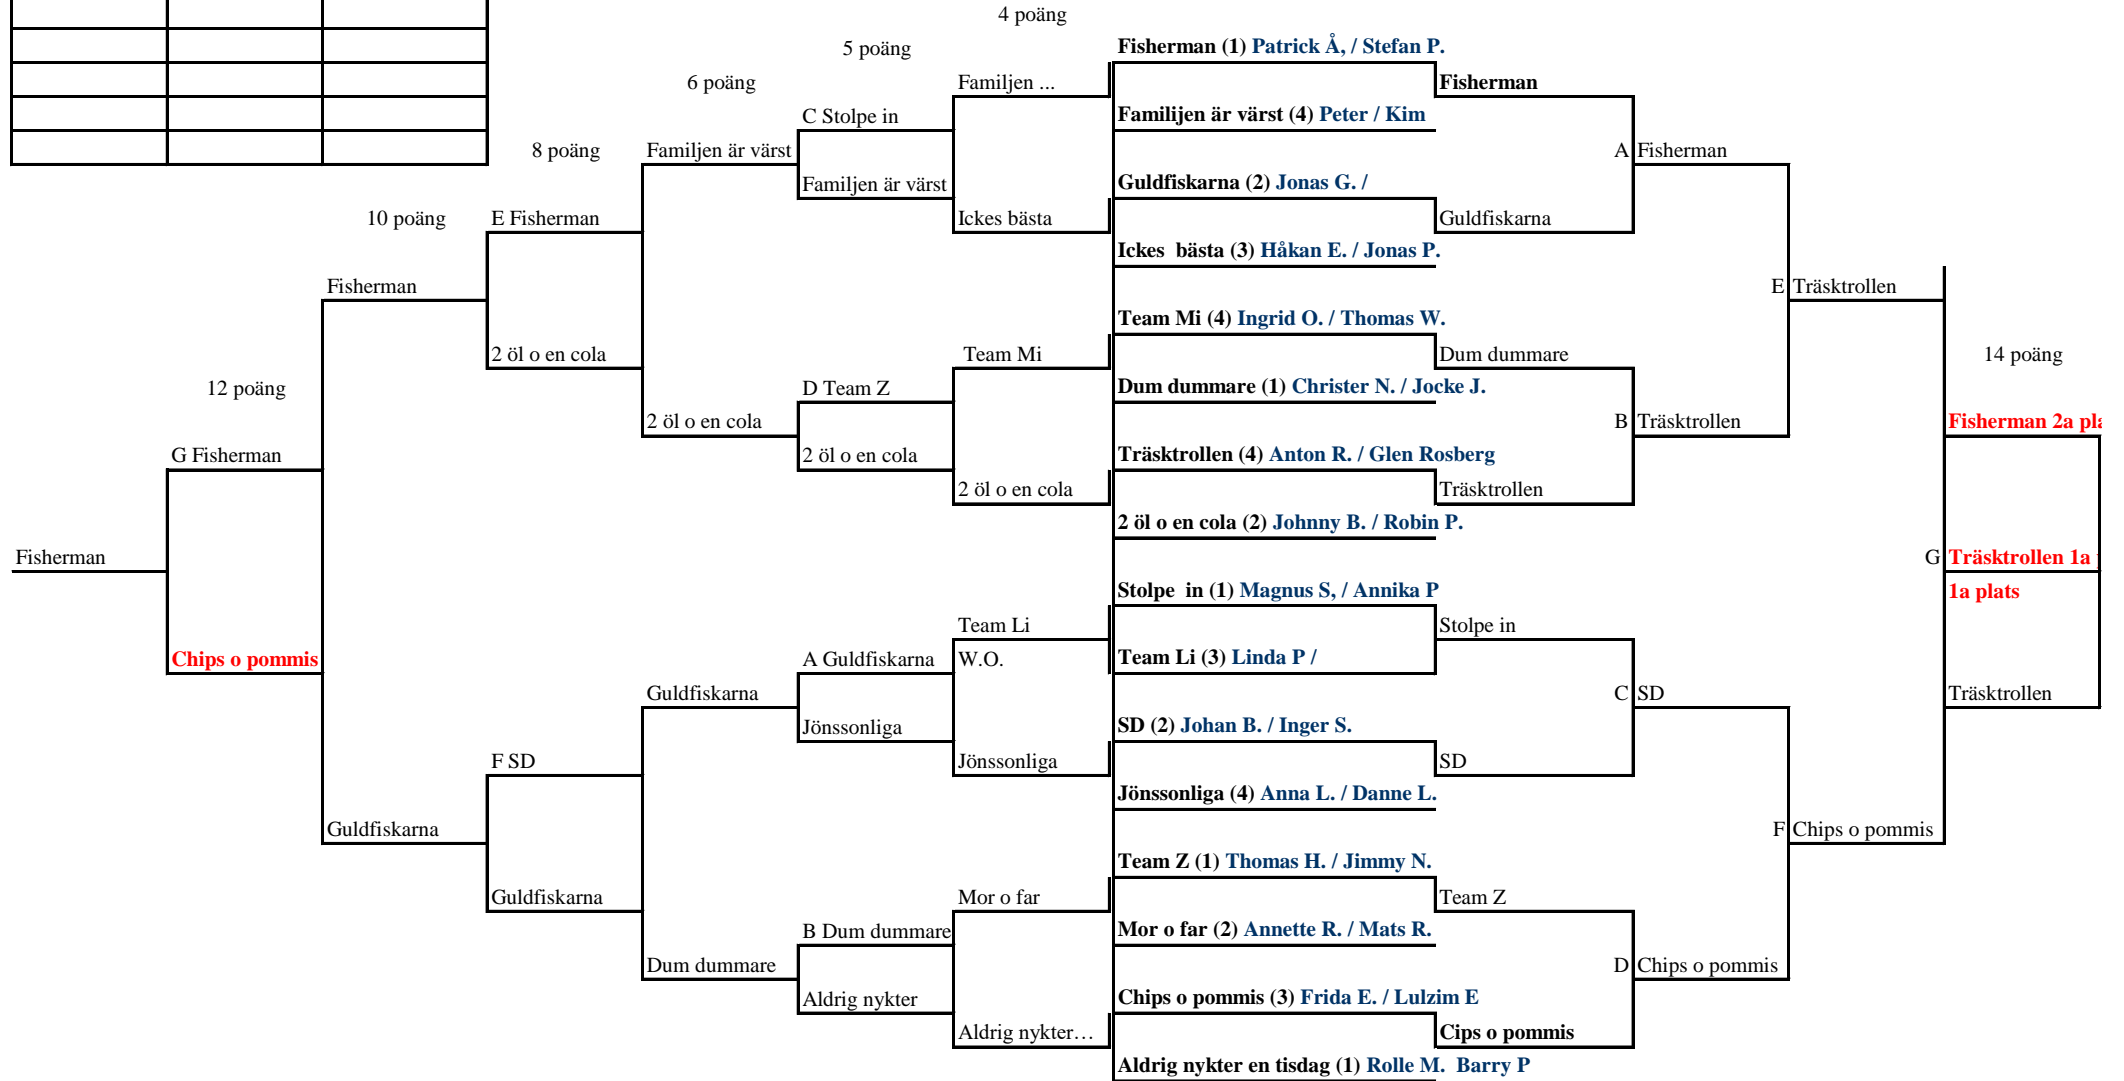 4 poäng
Fisherman (1) Patrick Å, / Stefan P.
5 poäng
6 poäng
Familjen ...
Fisherman
C Stolpe in
Familijen är värst (4) Peter / Kim
8 poäng
Familjen är värst
A Fisherman
Familjen är värst
Guldfiskarna (2) Jonas G. /
10 poäng
E Fisherman
Ickes bästa
Guldfiskarna
Ickes  bästa (3) Håkan E. / Jonas P.
Fisherman
E Träsktrollen
Team Mi (4) Ingrid O. / Thomas W.
2 öl o en cola
Team Mi
Dum dummare
14 poäng
12 poäng
D Team Z
Dum dummare (1) Christer N. / Jocke J.
2 öl o en cola
B Träsktrollen
Fisherman 2a pla
G Fisherman
2 öl o en cola
Träsktrollen (4) Anton R. / Glen Rosberg
2 öl o en cola
Träsktrollen
2 öl o en cola (2) Johnny B. / Robin P.
Fisherman
G Träsktrollen 1a
Stolpe  in (1) Magnus S, / Annika P
1a plats
Team Li
Stolpe in
Chips o pommis
A Guldfiskarna
W.O.
Team Li (3) Linda P /
Guldfiskarna
C SD
Träsktrollen
Jönssonliga
SD (2) Johan B. / Inger S.
F SD
Jönssonliga
SD
Jönssonliga (4) Anna L. / Danne L.
Guldfiskarna
F Chips o pommis
Team Z (1) Thomas H. / Jimmy N.
Guldfiskarna
Mor o far
Team Z
B Dum dummare
Mor o far (2) Annette R. / Mats R.
Dum dummare
D Chips o pommis
Aldrig nykter
Chips o pommis (3) Frida E. / Lulzim E
Aldrig nykter…
Cips o pommis
Aldrig nykter en tisdag (1) Rolle M.  Barry P